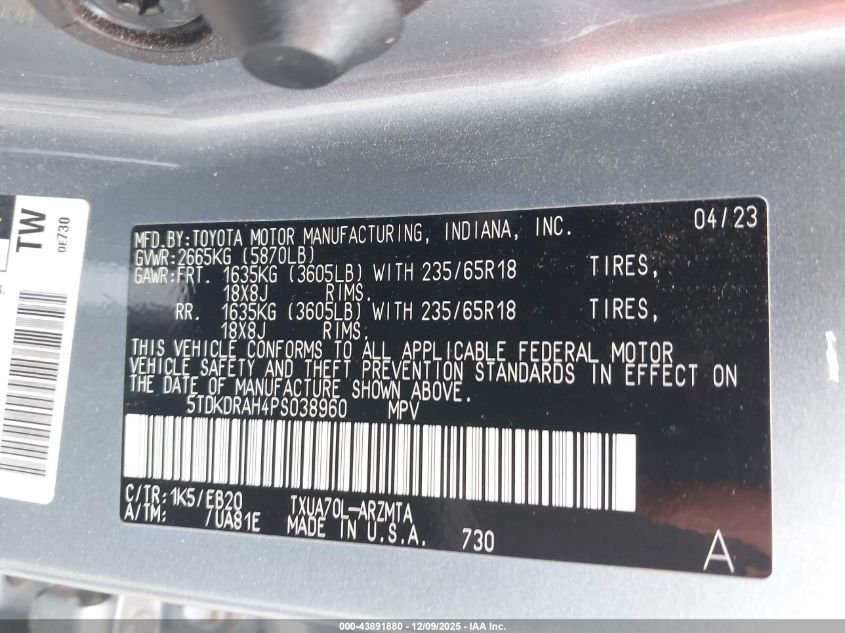 TW
0E730
04/23
MFD.BY:TOYOTA MOTOR MANUFACTURING, INDIANA, INC.
GVWR:2665KG (5870LB)
GAWR:FRT. 1635KG (3605LB) WITH 235/65R18 TIRES,
18X8J RIMS.
RR. 1635KG (3605LB) WITH 235/65R18 TIRES,
18X8J RIMS.
THIS VEHICLE CONFORMS TO ALL APPLICABLE FEDERAL MOTOR
VEHICLE SAFETY AND THEFT PREVENTION STANDARDS IN EFFECT ON
THE DATE OF MANUFACTURE SHOWN ABOVE.
5TDKDRAH4PS038960 MPV
C/TR:1K5/EB20 TXUA70L-ARZMTA
A/TM: /UA81E MADE IN U.S.A. 730 A
000-43891880 / 12/09/2025 - IAA Inc.